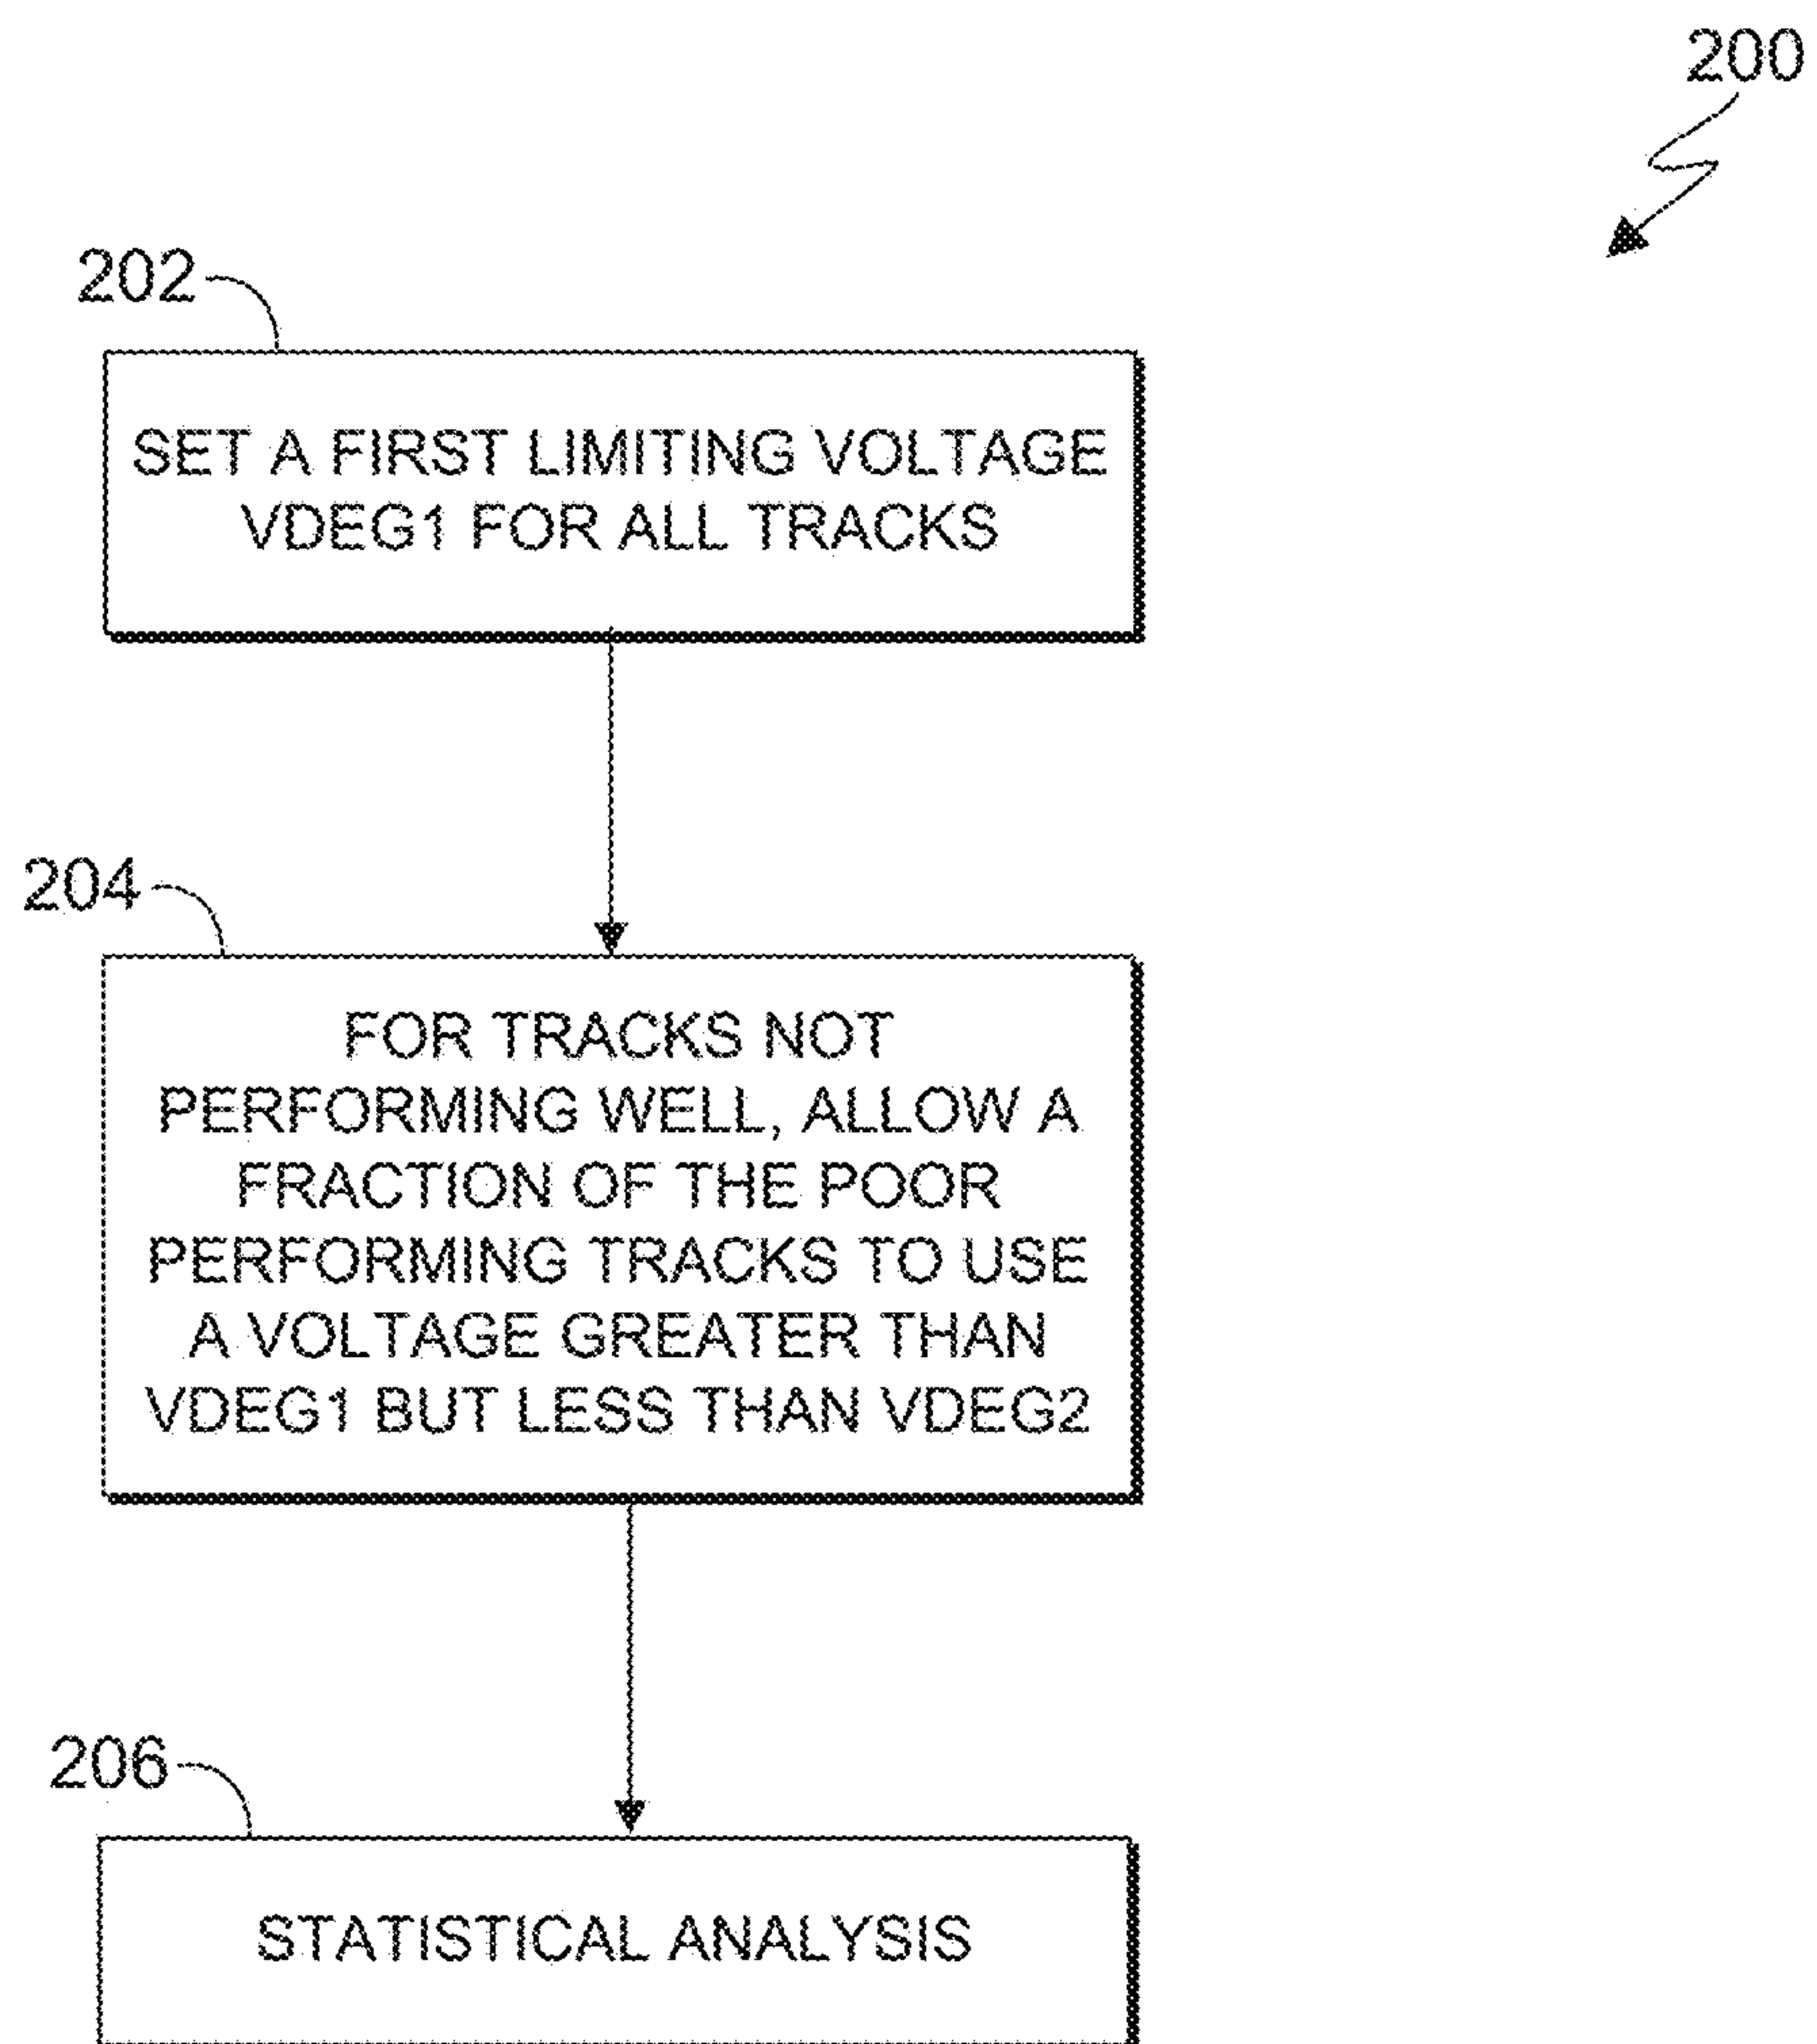 200
202
SET A FIRST LIMITING VOLTAGE
VDEG1 FOR ALL TRACKS
204
FOR TRACKS NOT
PERFORMING WELL, ALLOW A
FRACTION OF THE POOR
PERFORMING TRACKS TO USE
A VOLTAGE GREATER THAN
VDEG1 BUT LESS THAN VDEG2
206
STATISTICAL ANALYSIS